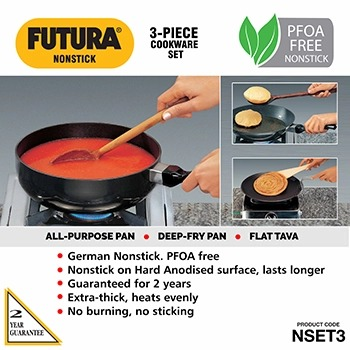 FUTURA®
NONSTICK
3-PIECE
COOKWARE
SET
PFOA
FREE
NONSTICK
ALL-PURPOSE PAN • DEEP-FRY PAN • FLAT TAVA
• German Nonstick. PFOA free
• Nonstick on Hard Anodised surface, lasts longer
• Guaranteed for 2 years
• Extra-thick, heats evenly
• No burning, no sticking
2
YEAR
GUARANTEE
PRODUCT CODE
NSET3